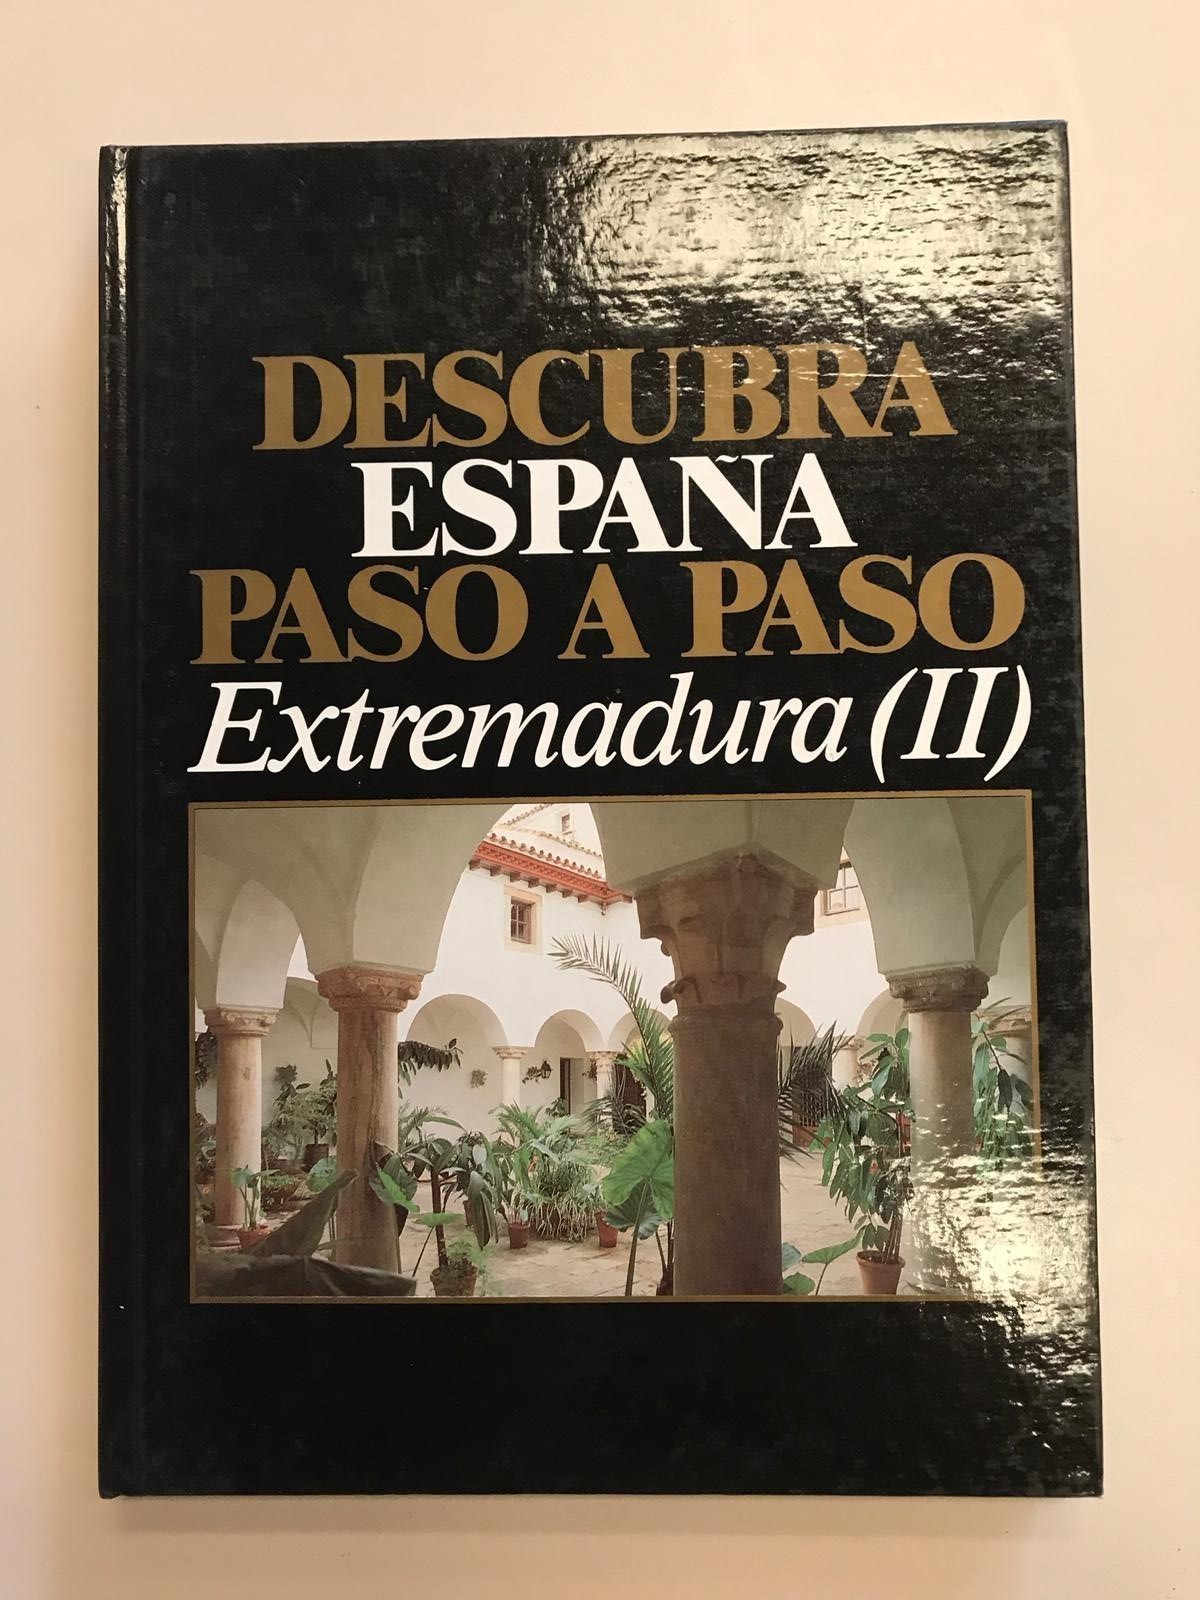 DESCUBRA
ESPAÑA
PASO A PASO
Extremadura (II)